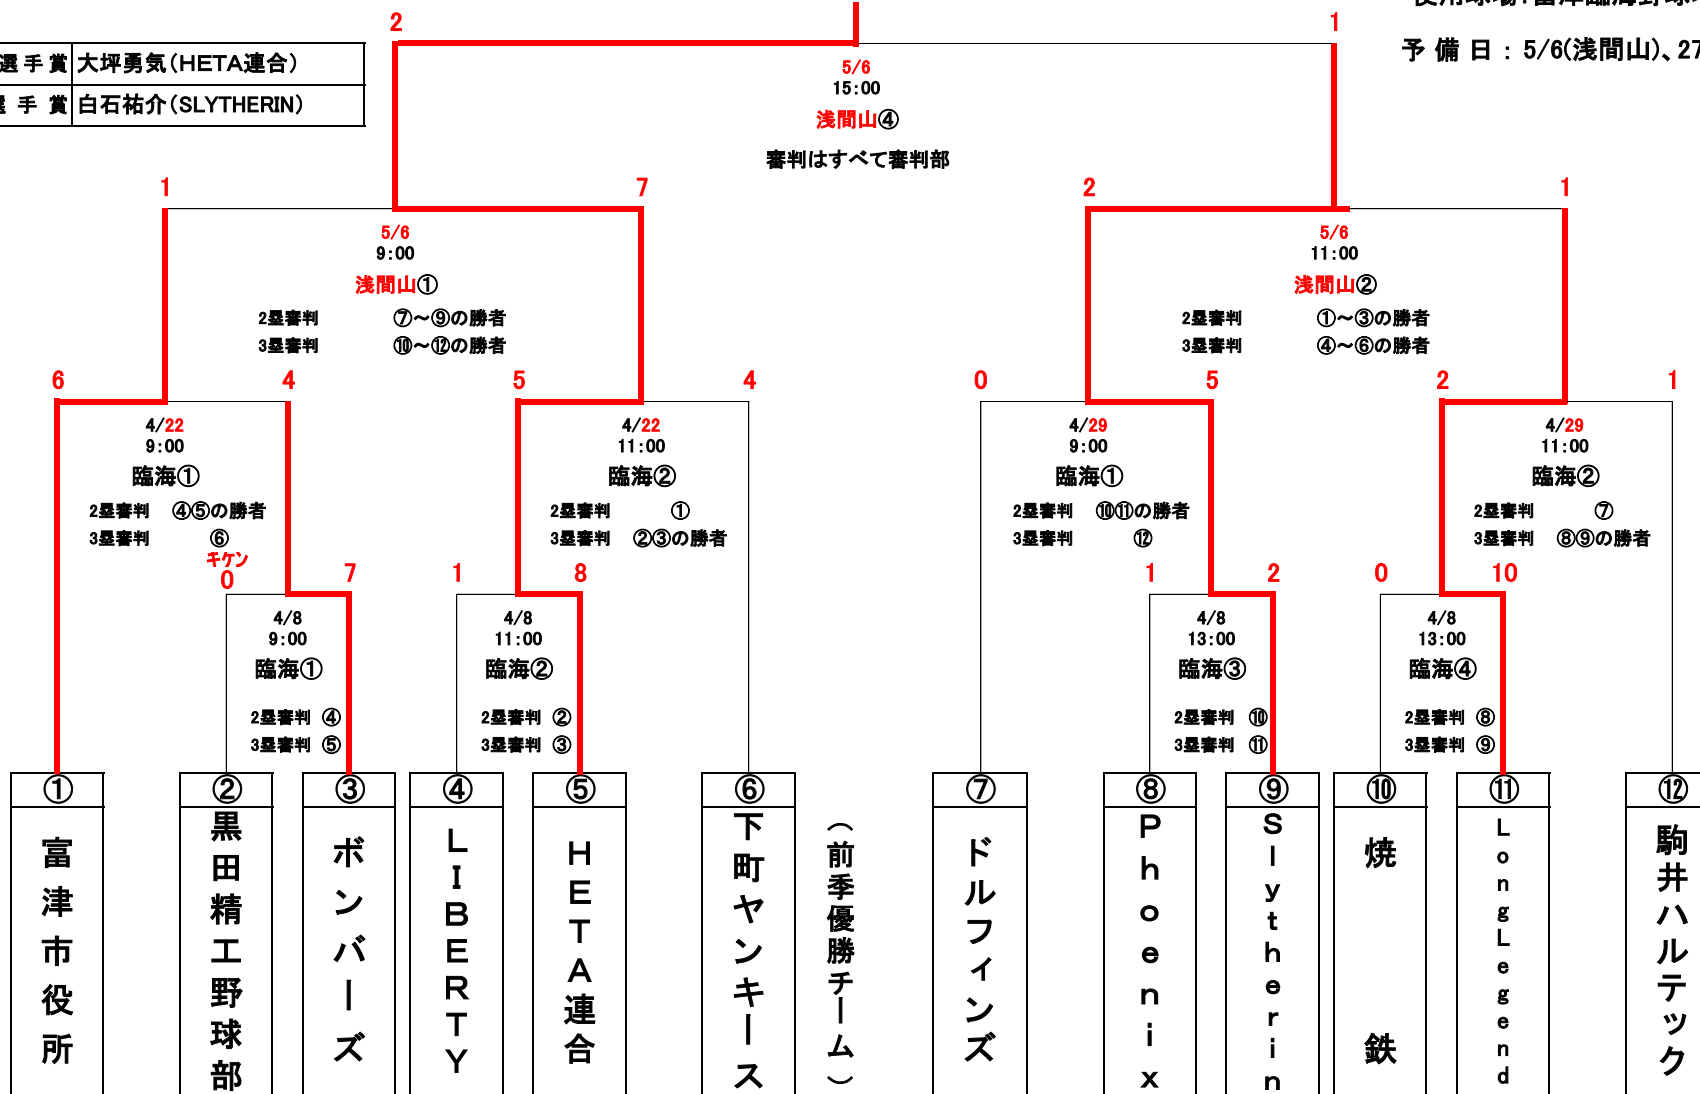 2
1
予 備 日 : 5/6(浅間山)、27
選 手 賞 大坪勇気(HETA連合)
選 手 賞 白石祐介(SLYTHERIN)
5/6
15:00
浅間山④
審判はすべて審判部
1
7
2
1
5/6
9:00
浅間山①
2塁審判 ⑦~⑨の勝者
3塁審判 ⑩~⑫の勝者
5/6
11:00
浅間山②
2塁審判 ①~③の勝者
3塁審判 ④~⑥の勝者
6
4
5
4
0
5
2
1
4/22
9:00
臨海①
2塁審判 ④⑤の勝者
3塁審判 ⑥
4/22
11:00
臨海②
2塁審判 ①
3塁審判 ②③の勝者
4/29
9:00
臨海①
2塁審判 ⑩⑪の勝者
3塁審判 ⑫
4/29
11:00
臨海②
2塁審判 ⑦
3塁審判 ⑧⑨の勝者
キケン
0
7
1
8
1
2
0
10
4/8
9:00
臨海①
2塁審判 ④
3塁審判 ⑤
4/8
11:00
臨海②
2塁審判 ②
3塁審判 ③
4/8
13:00
臨海③
2塁審判 ⑩
3塁審判 ⑪
4/8
13:00
臨海④
2塁審判 ⑧
3塁審判 ⑨
①
富津市役所
②
黒田精工野球部
③
ボンバーズ
④
LIBERTY
⑤
HETA連合
⑥
下町ヤンキース
(前季優勝チーム)
⑦
ドルフィンズ
⑧
Phoenix
⑨
Slytherin
⑩
焼鉄
⑪
LongLegend
⑫
駒井ハルテック